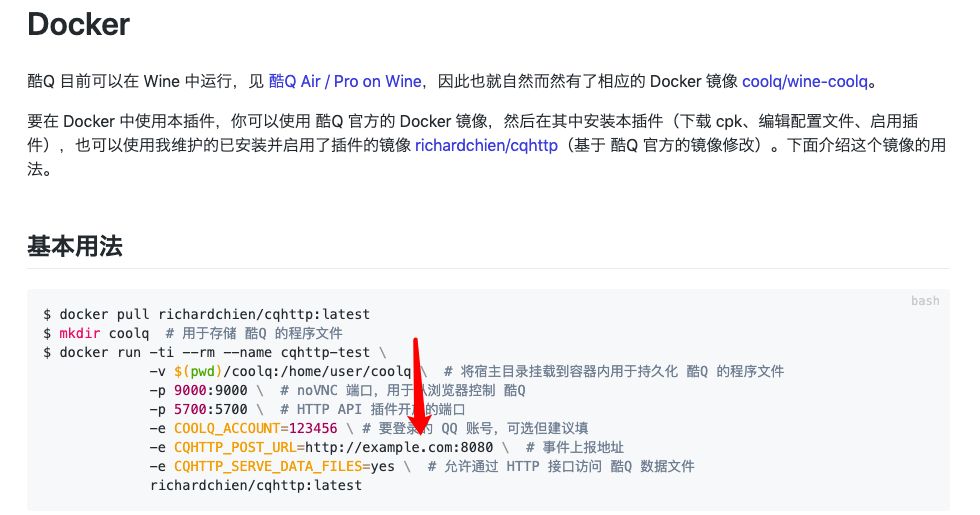 Docker
酷Q 目前可以在 Wine 中运行，见 酷Q Air / Pro on Wine，因此也就自然而然有了相应的 Docker 镜像 coolq/wine-coolq。
要在 Docker 中使用本插件，你可以使用 酷Q 官方的 Docker 镜像，然后在其中安装本插件（下载 cpk、编辑配置文件、启用插
件），也可以使用我维护的已安装并启用了插件的镜像 richardchien/cqhttp（基于 酷Q 官方的镜像修改）。下面介绍这个镜像的用
法。
基本用法
bash
$ docker pull richardchien/cqhttp:latest
$ mkdir coolq  # 用于存储 酷Q 的程序文件
$ docker run -ti --rm --name cqhttp-test \
-v $(pwd)/coolq:/home/user/coolq \  # 将宿主目录挂载到容器内用于持久化 酷Q 的程序文件
-p 9000:9000 \  # noVNC 端口，用于从浏览器控制 酷Q
-p 5700:5700 \  # HTTP API 插件开放的端口
-e COOLQ_ACCOUNT=123456 \ # 要登录的 QQ 账号，可选但建议填
-e CQHTTP_POST_URL=http://example.com:8080 \  # 事件上报地址
-e CQHTTP_SERVE_DATA_FILES=yes \  # 允许通过 HTTP 接口访问 酷Q 数据文件
richardchien/cqhttp:latest